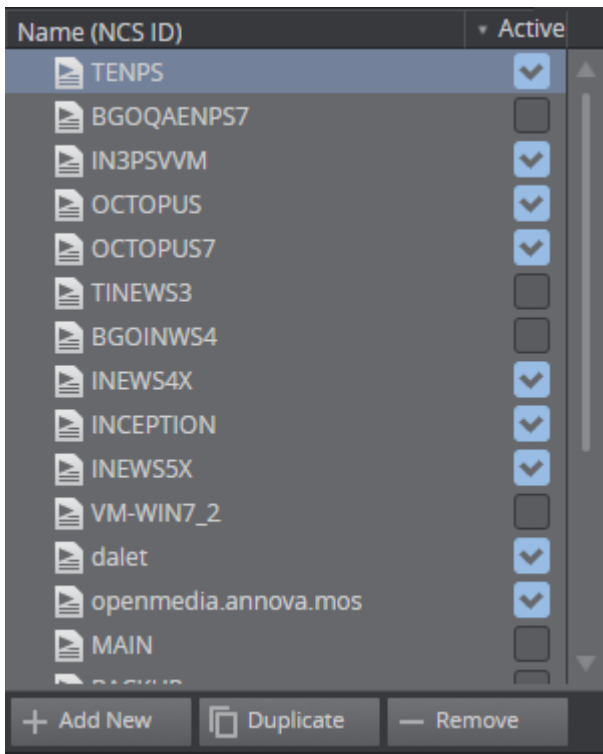 Name (NCS ID) Active
TENPS
BGOQAENPS7
IN3PSVVM
OCTOPUS
OCTOPUS7
TINEWS3
BGOINWS4
INEWS4X
INCEPTION
INEWS5X
VM-WIN7_2
dalet
openmedia.annova.mos
MAIN
Add New Duplicate Remove